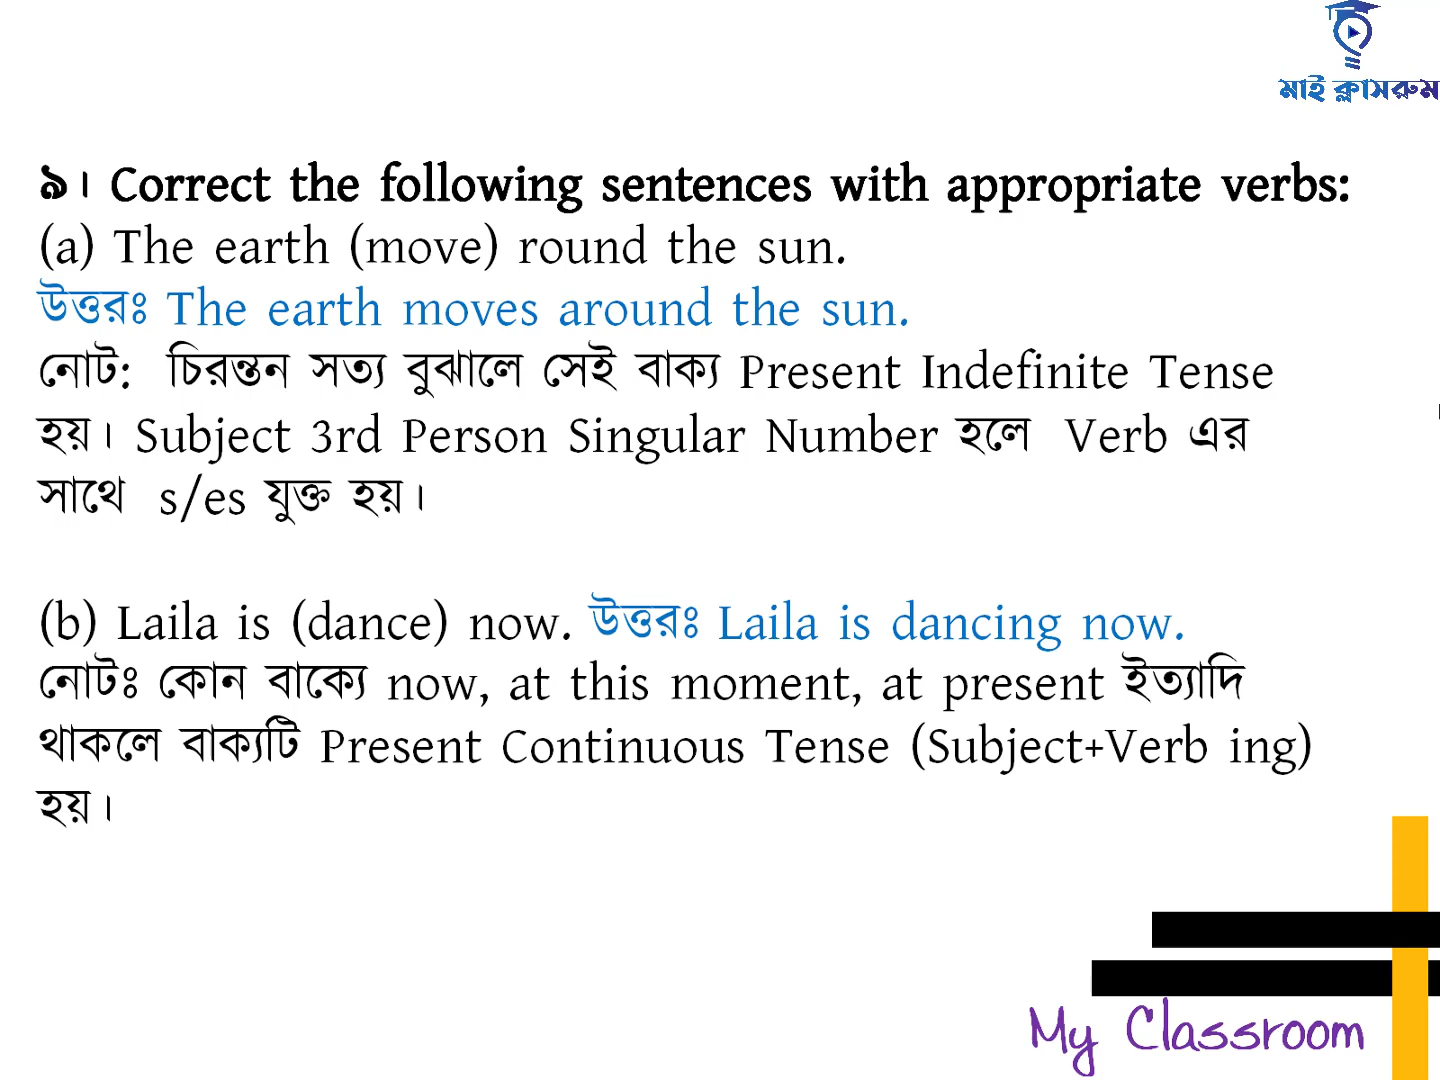 মাই ক্লাসরুম
৯। Correct the following sentences with appropriate verbs:
(a) The earth (move) round the sun.
উত্তরঃ The earth moves around the sun.
নোট: চিরন্তন সত্য বুঝালে সেই বাক্য Present Indefinite Tense
হয়। Subject 3rd Person Singular Number হলে Verb এর
সাথে s/es যুক্ত হয়।
(b) Laila is (dance) now. উত্তরঃ Laila is dancing now.
নোটঃ কোন বাক্যে now, at this moment, at present ইত্যাদি
থাকলে বাক্যটি Present Continuous Tense (Subject+Verb ing)
হয়।
My Classroom